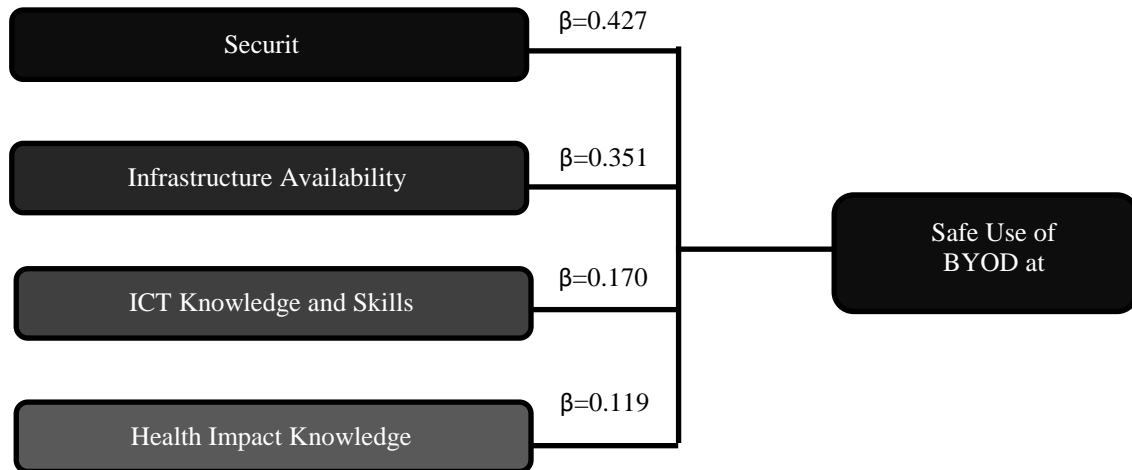 β=0.427
Securit
β=0.351
Infrastructure Availability
Safe Use of
BYOD at
β=0.170
ICT Knowledge and Skills
β=0.119
Health Impact Knowledge